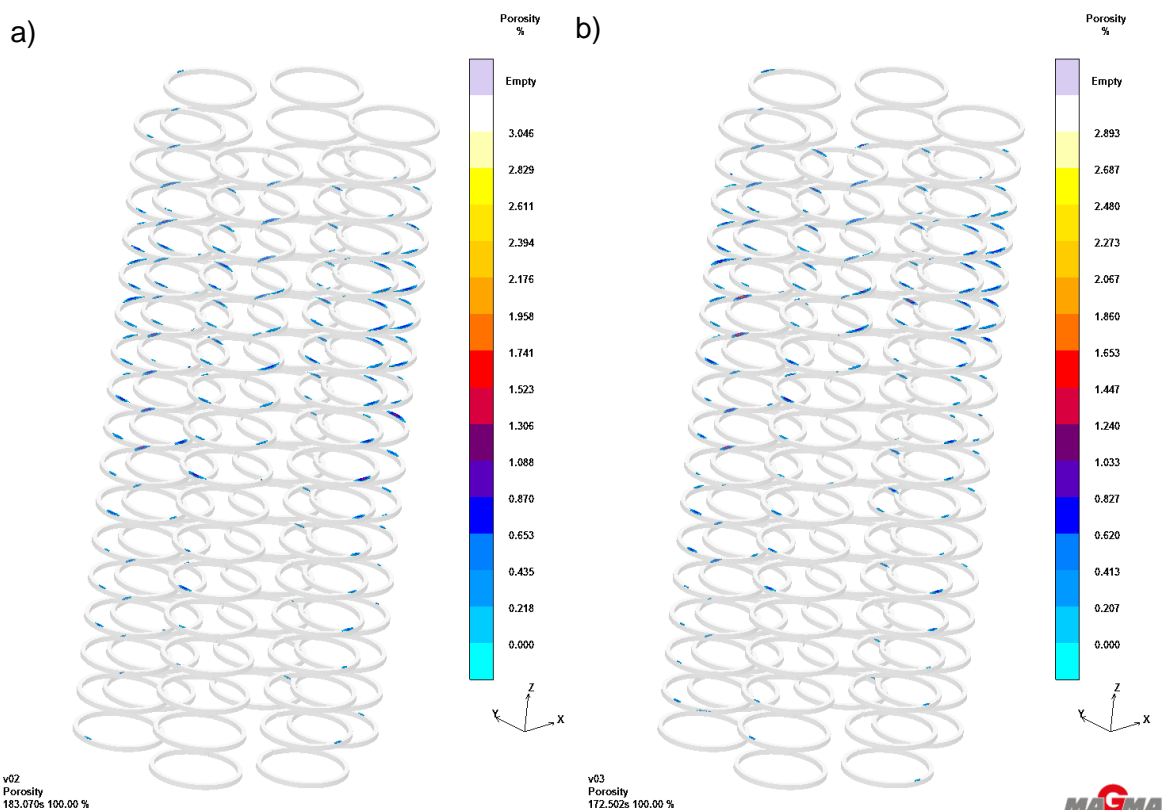 a)
Porosity
%
Empty
3.046
2.829
2.611
2.394
2.176
1.958
1.741
1.523
1.306
1.088
0.870
0.653
0.435
0.218
0.000
Z
Y
X
v02
Porosity
183.070s 100.00 %
b)
Porosity
%
Empty
2.893
2.687
2.480
2.273
2.067
1.860
1.653
1.447
1.240
1.033
0.827
0.620
0.413
0.207
0.000
Z
Y
X
v03
Porosity
172.502s 100.00 %
MAGMA